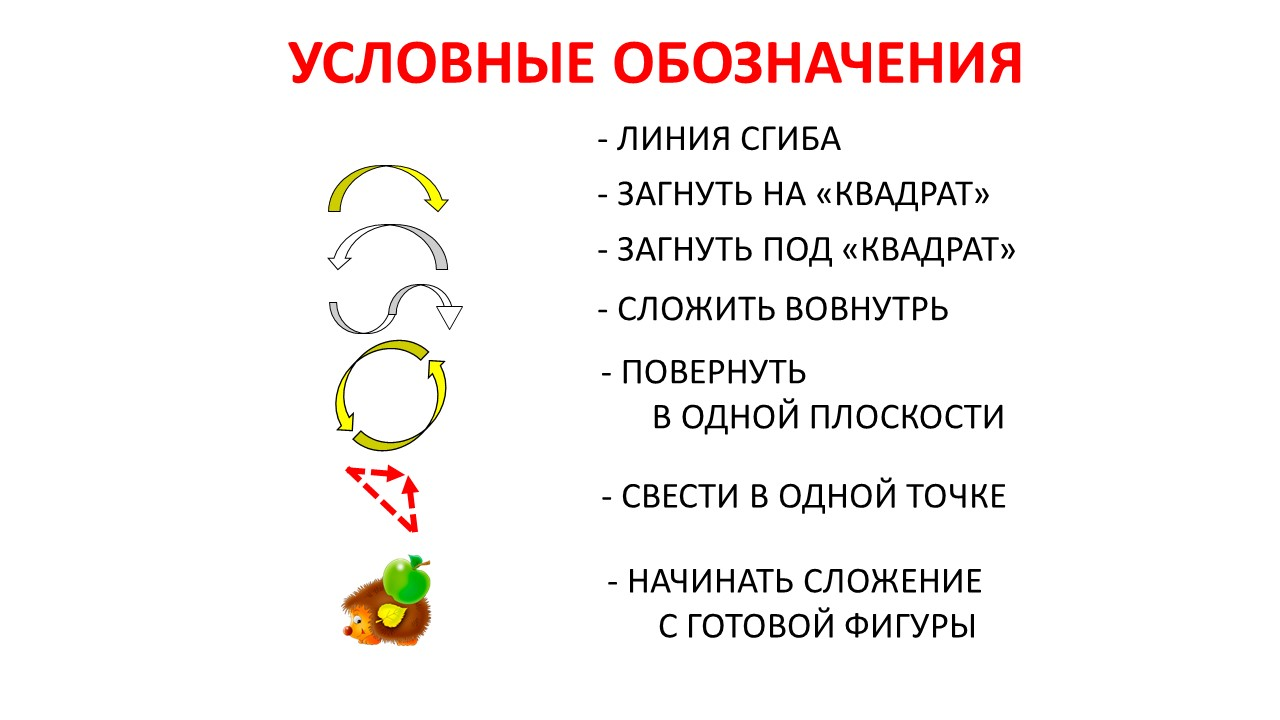 УСЛОВНЫЕ ОБОЗНАЧЕНИЯ
- ЛИНИЯ СГИБА
- ЗАГНУТЬ НА «КВАДРАТ»
- ЗАГНУТЬ ПОД «КВАДРАТ»
- СЛОЖИТЬ ВОВНУТРЬ
- ПОВЕРНУТЬ
В ОДНОЙ ПЛОСКОСТИ
- СВЕСТИ В ОДНОЙ ТОЧКЕ
- НАЧИНАТЬ СЛОЖЕНИЕ
С ГОТОВОЙ ФИГУРЫ